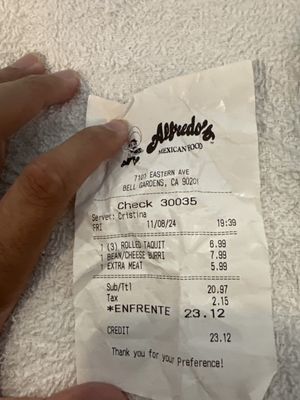 Alfredo's
MEXICAN FOOD
7107 EASTERN AVE
BELL GARDENS, CA 90201
Check 30035
Server: Cristina
FRI 11/08/24 19:39
1 (3) ROLLED TAQUIT 6.99
1 BEAN/CHEESE BURRI 7.99
1 EXTRA MEAT 5.99
Sub/Ttl 20.97
Tax 2.15
*ENFRENTE 23.12
CREDIT 23.12
Thank you for your Preference!